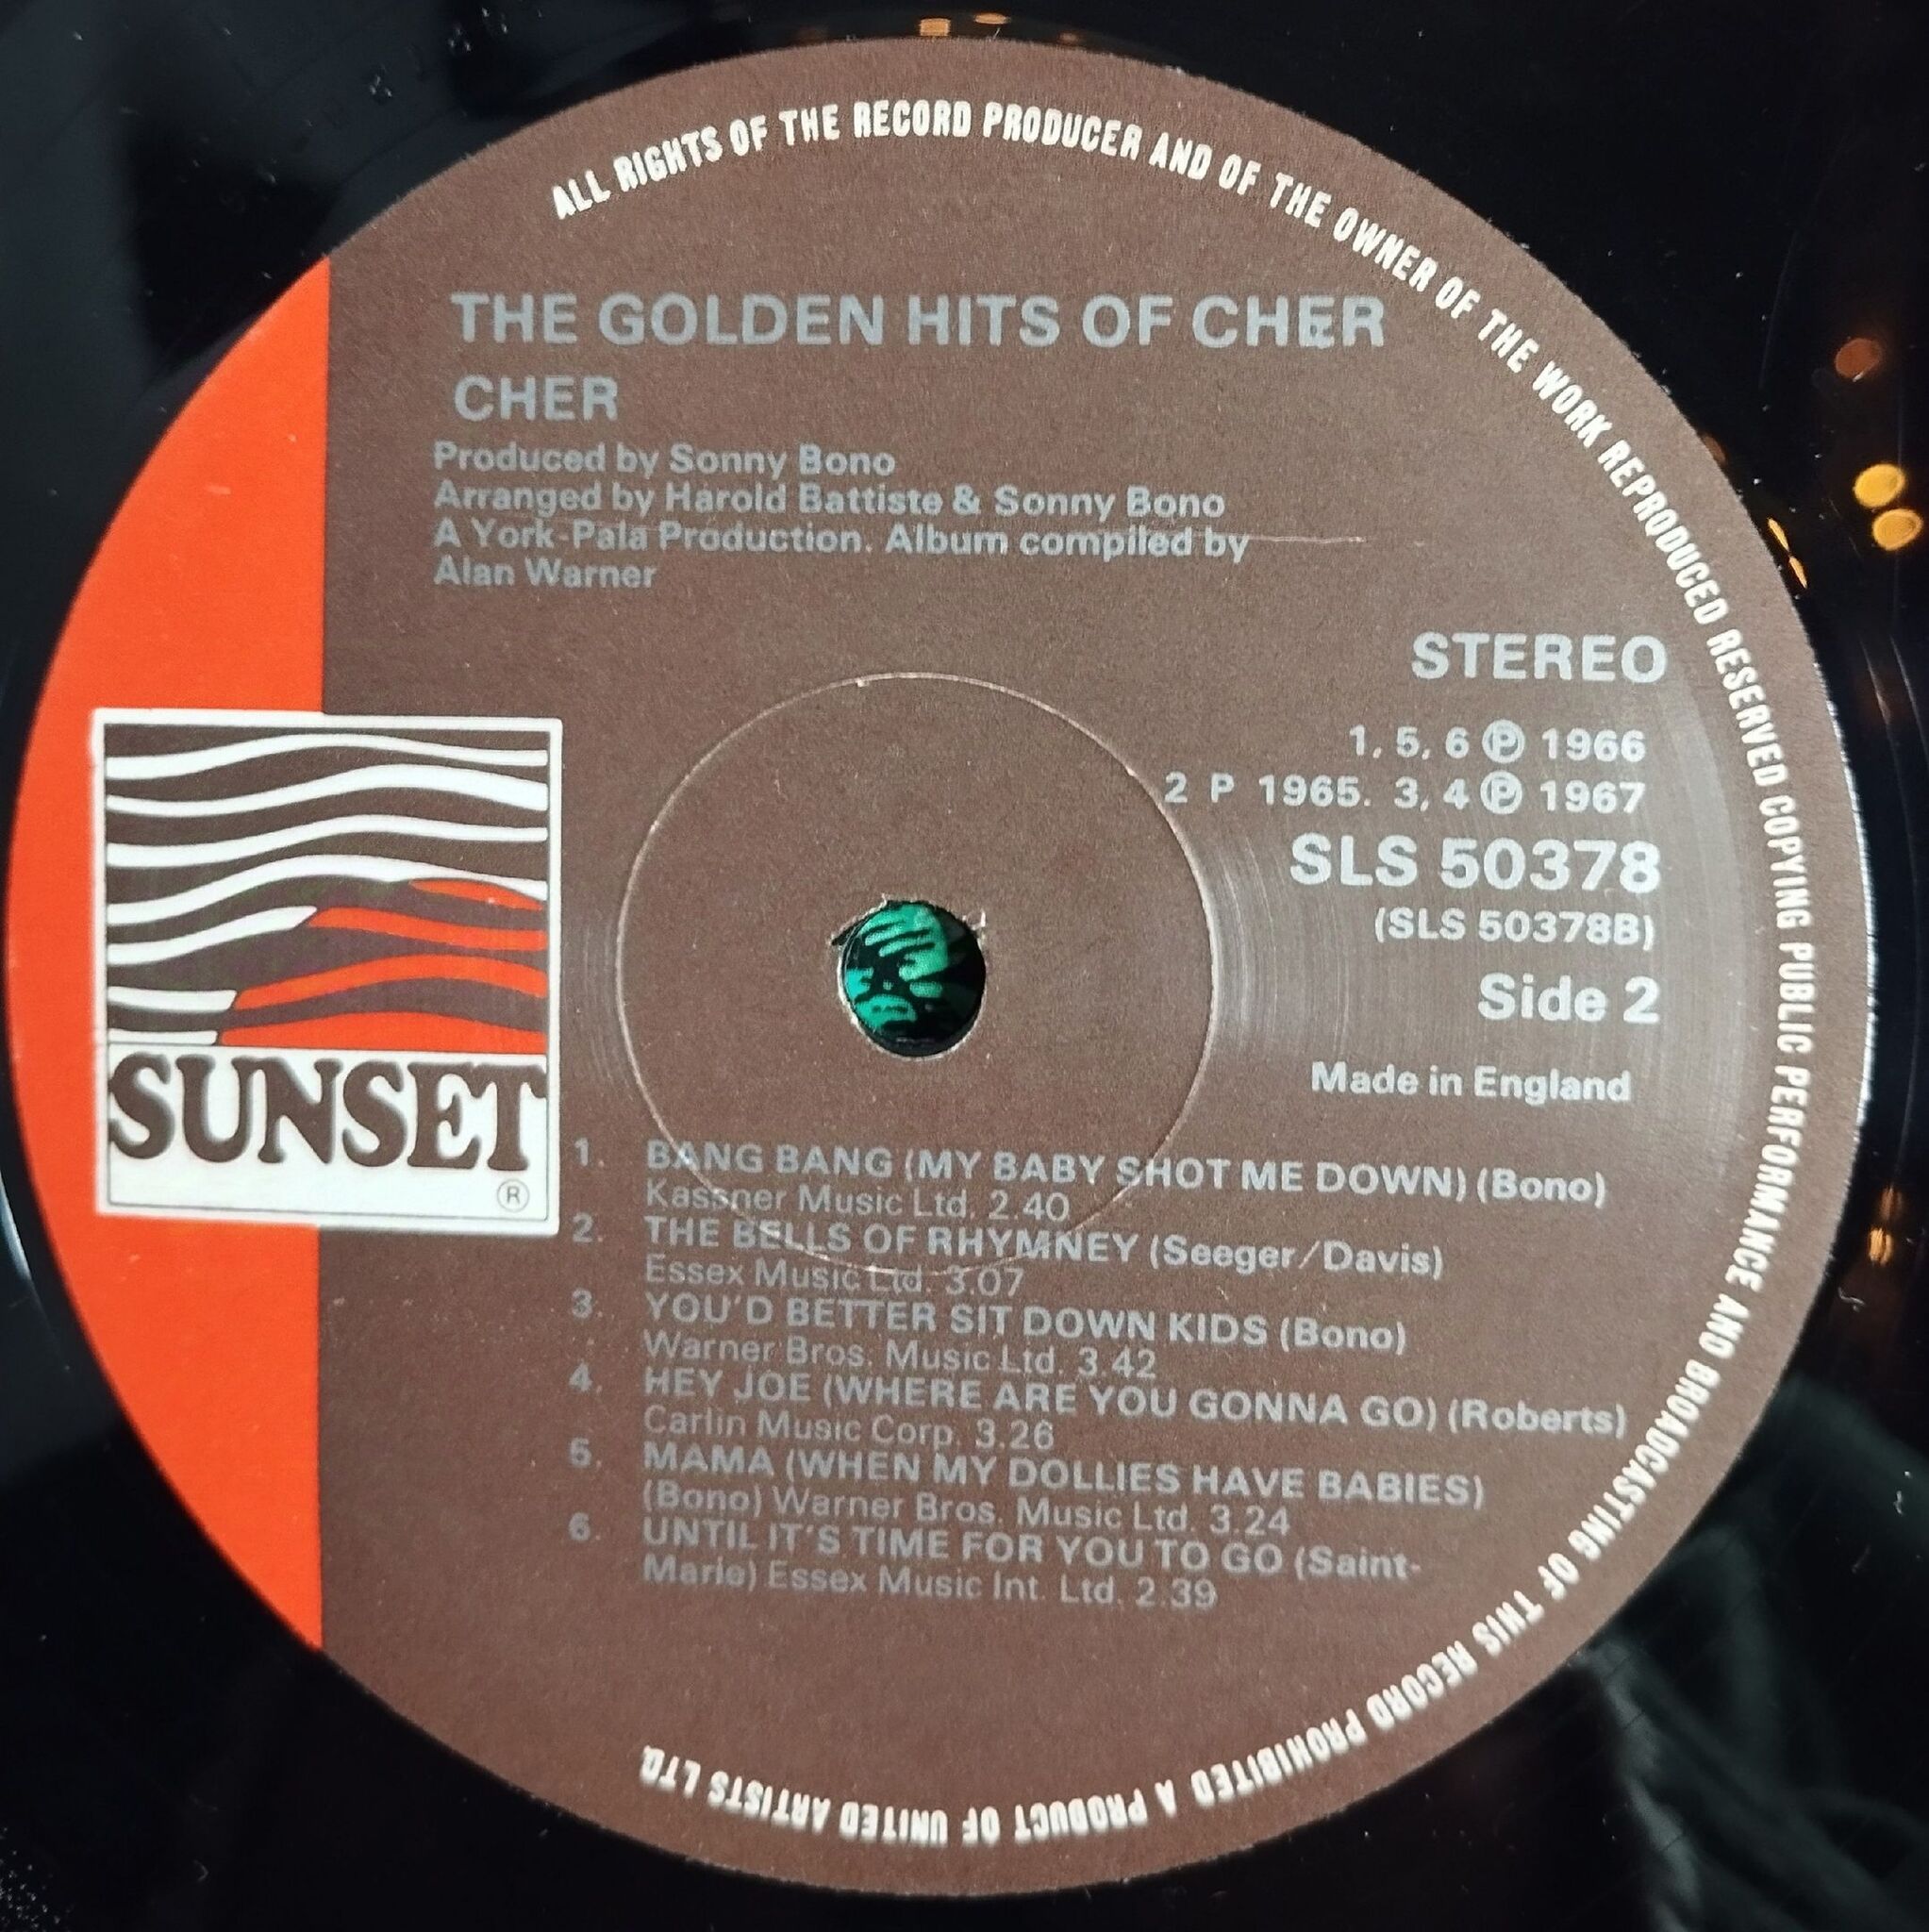 ALL RIGHTS OF THE RECORD PRODUCER AND OF THE OWNER OF THE WORK REPRODUCED RESERVED COPYING PUBLIC PERFORMANCE AND BROADCASTING OF THIS RECORD PROHIBITED A PRODUCT OF UNITED ARTISTS LTD.
THE GOLDEN HITS OF CHER
CHER
Produced by Sonny Bono
Arranged by Harold Battiste & Sonny Bono
A York-Pala Production. Album compiled by
Alan Warner
STEREO
1, 5, 6 ℗ 1966
2 P 1965. 3, 4 ℗ 1967
SLS 50378
(SLS 50378B)
Side 2
Made in England
SUNSET
®
1. BANG BANG (MY BABY SHOT ME DOWN) (Bono)
Kassner Music Ltd. 2.40
2. THE BELLS OF RHYMNEY (Seeger/Davis)
Essex Music Ltd. 3.07
3. YOU'D BETTER SIT DOWN KIDS (Bono)
Warner Bros. Music Ltd. 3.42
4. HEY JOE (WHERE ARE YOU GONNA GO) (Roberts)
Carlin Music Corp. 3.26
5. MAMA (WHEN MY DOLLIES HAVE BABIES)
(Bono) Warner Bros. Music Ltd. 3.24
6. UNTIL IT'S TIME FOR YOU TO GO (Saint-
Marie) Essex Music Int. Ltd. 2.39